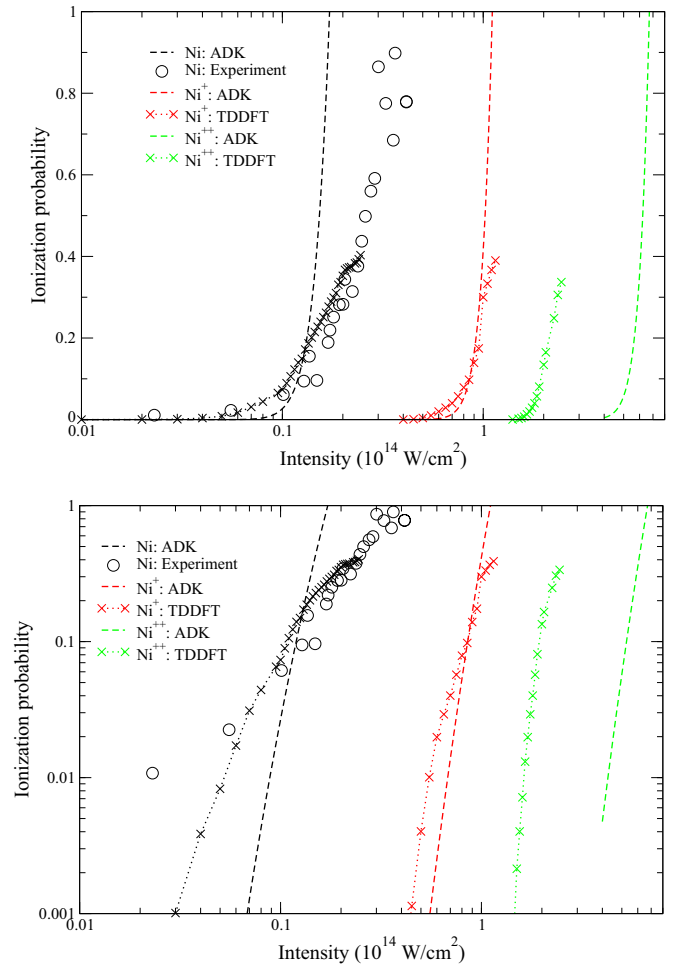 1
0.8
0.6
0.4
0.2
0
Ionization probability
Ni: ADK
Ni: Experiment
Ni⁺: ADK
Ni⁺: TDDFT
Ni⁺⁺: ADK
Ni⁺⁺: TDDFT
0.01 0.1 1
Intensity (10¹⁴ W/cm²)
1
0.1
0.01
0.001
Ionization probability
Ni: ADK
Ni: Experiment
Ni⁺: ADK
Ni⁺: TDDFT
Ni⁺⁺: ADK
Ni⁺⁺: TDDFT
0.01 0.1 1
Intensity (10¹⁴ W/cm²)